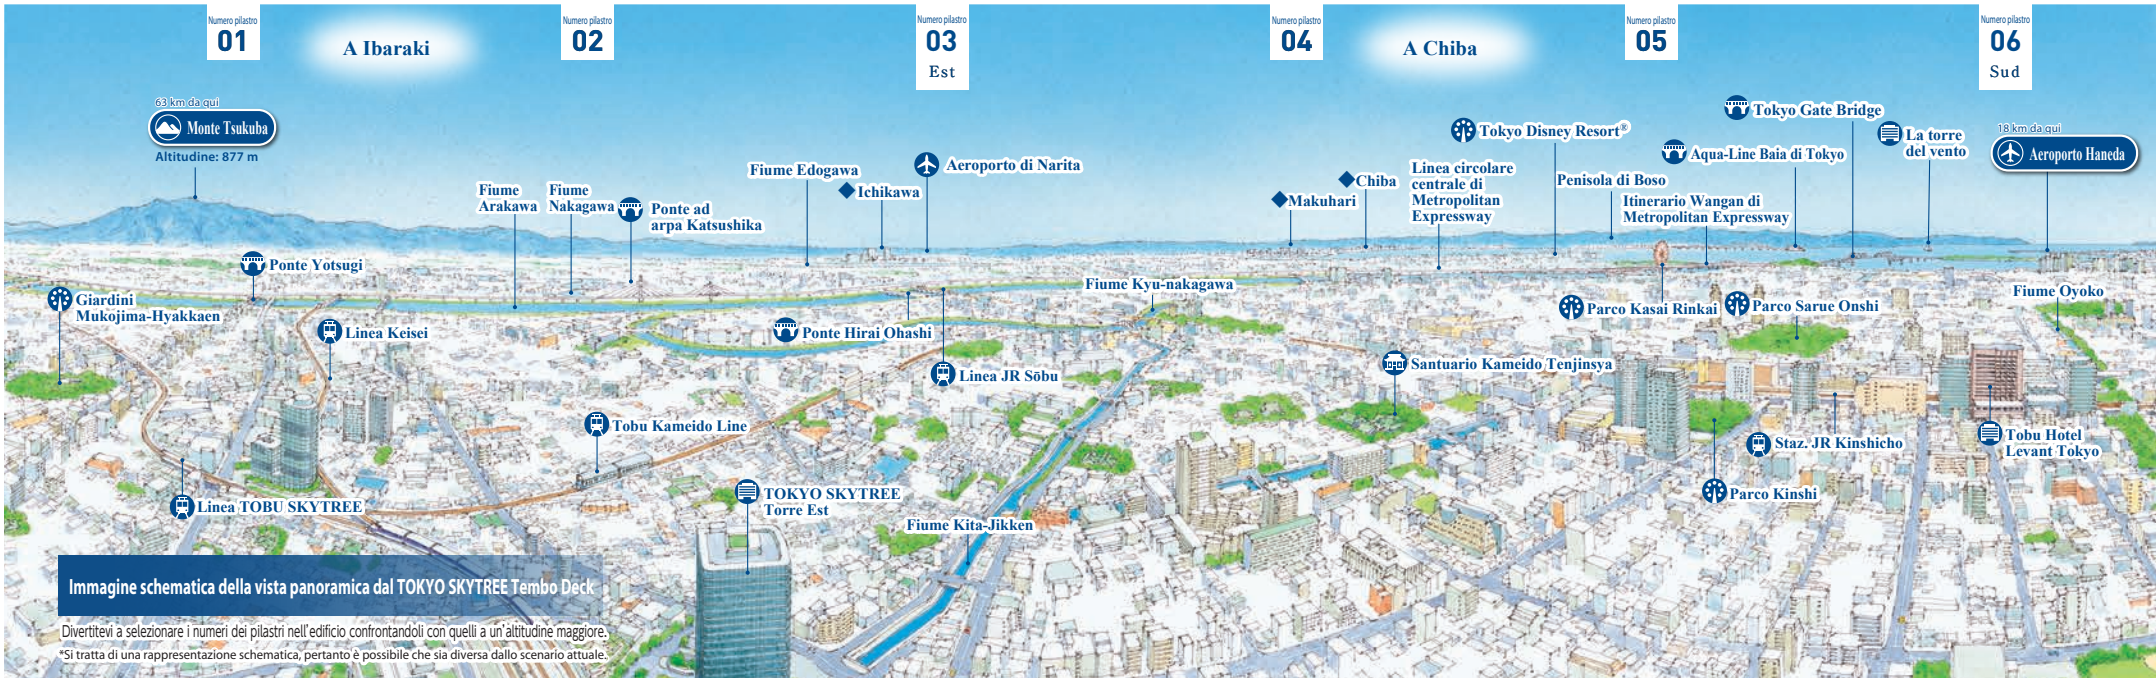 Numero pilastro
01
A Ibaraki
Numero pilastro
02
Numero pilastro
03
Est
Numero pilastro
04
A Chiba
Numero pilastro
05
Numero pilastro
06
Sud
63 km da qui
Monte Tsukuba
Altitudine: 877 m
Fiume
Arakawa
Fiume
Nakagawa
Ponte ad
arpa Katsushika
Fiume Edogawa
Ichikawa
Aeroporto di Narita
Makuhari
Chiba
Linea circolare
centrale di
Metropolitan
Expressway
Tokyo Disney Resort®
Penisola di Boso
Itinerario Wangan di
Metropolitan Expressway
Aqua-Line Baia di Tokyo
Tokyo Gate Bridge
La torre
del vento
18 km da qui
Aeroporto Haneda
Ponte Yotsugi
Giardini
Mukojima-Hyakkaen
Linea Keisei
Ponte Hirai Ohashi
Fiume Kyu-nakagawa
Linea JR Sōbu
Parco Kasai Rinkai
Parco Sarue Onshi
Fiume Oyoko
Santuario Kameido Tenjinsya
Tobu Kameido Line
Staz. JR Kinshicho
Tobu Hotel
Levant Tokyo
Parco Kinshi
Linea TOBU SKYTREE
TOKYO SKYTREE
Torre Est
Fiume Kita-Jikken
Immagine schematica della vista panoramica dal TOKYO SKYTREE Tembo Deck
Divertitevi a selezionare i numeri dei pilastri nell'edificio confrontandoli con quelli a un'altitudine maggiore.
*Si tratta di una rappresentazione schematica, pertanto è possibile che sia diversa dallo scenario attuale.